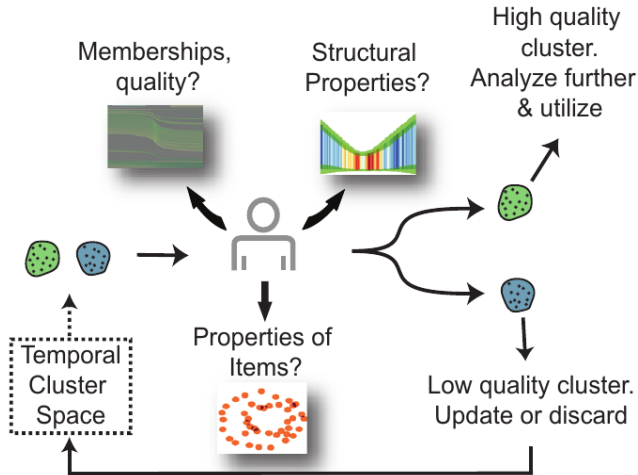 Memberships,
quality?
Structural
Properties?
High quality
cluster.
Analyze further
& utilize
Properties of
Items?
Temporal
Cluster
Space
Low quality cluster.
Update or discard